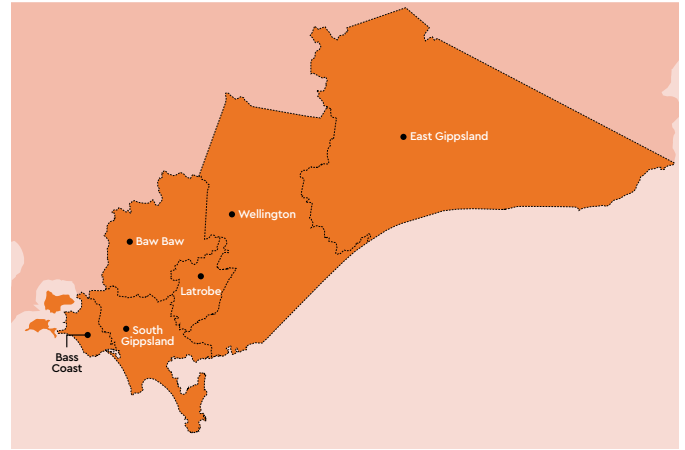 East Gippsland
Wellington
Baw Baw
Latrobe
South
Gippsland
Bass
Coast